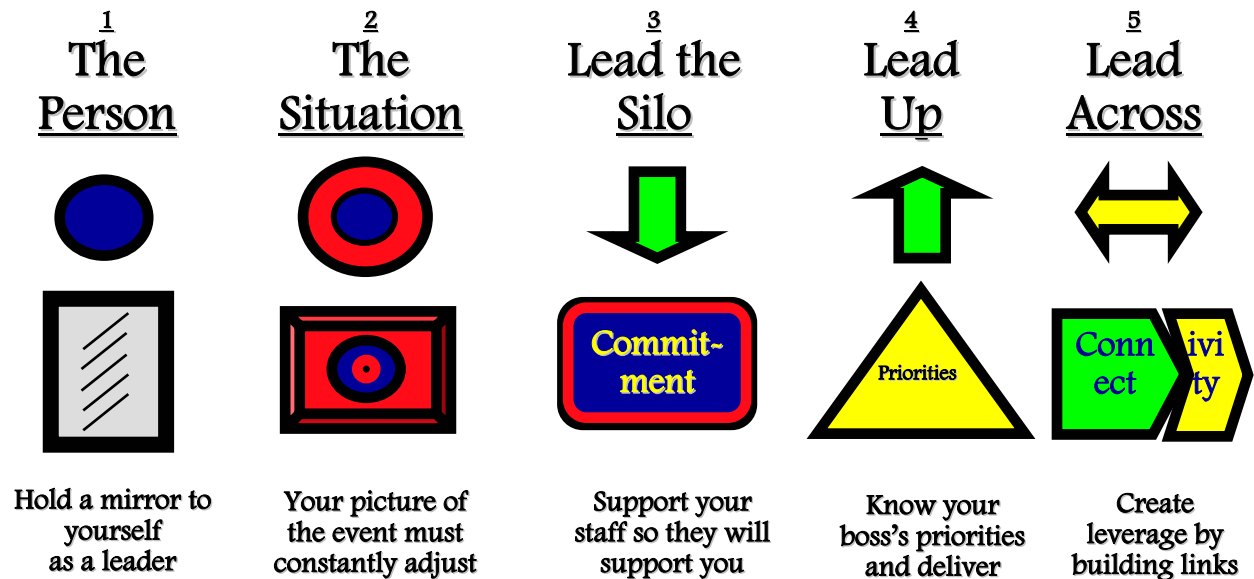 1
The
Person
Hold a mirror to
yourself
as a leader
2
The
Situation
Your picture of
the event must
constantly adjust
3
Lead the
Silo
Commit-
ment
Support your
staff so they will
support you
4
Lead
Up
Priorities
Know your
boss's priorities
and deliver
5
Lead
Across
Conn
ect
ivi
ty
Create
leverage by
building links